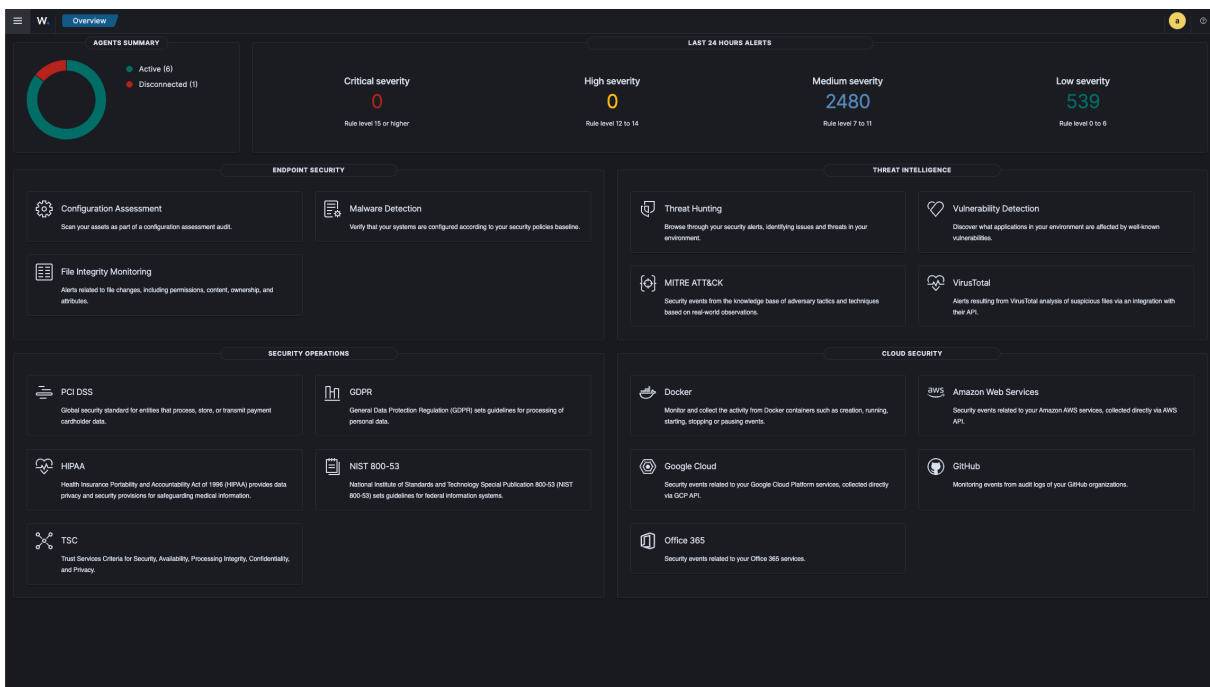 W. Overview a
AGENTS SUMMARY
Active (6)
Disconnected (1)
LAST 24 HOURS ALERTS
Critical severity
0
Rule level 15 or higher
High severity
0
Rule level 12 to 14
Medium severity
2480
Rule level 7 to 11
Low severity
539
Rule level 0 to 6
ENDPOINT SECURITY
Configuration Assessment
Scan your assets as part of a configuration assessment audit.
Malware Detection
Verify that your systems are configured according to your security policies baseline.
File Integrity Monitoring
Alerts related to file changes, including permissions, content, ownership, and
attributes.
THREAT INTELLIGENCE
Threat Hunting
Browse through your security alerts, identifying issues and threats in your
environment.
Vulnerability Detection
Discover what applications in your environment are affected by well-known
vulnerabilities.
MITRE ATT&CK
Security events from the knowledge base of adversary tactics and techniques
based on real-world observations.
VirusTotal
Alerts resulting from VirusTotal analysis of suspicious files via an integration with
their API.
SECURITY OPERATIONS
PCI DSS
Global security standard for entities that process, store, or transmit payment
cardholder data.
GDPR
General Data Protection Regulation (GDPR) sets guidelines for processing of
personal data.
HIPAA
Health Insurance Portability and Accountability Act of 1996 (HIPAA) provides data
privacy and security provisions for safeguarding medical information.
NIST 800-53
National Institute of Standards and Technology Special Publication 800-53 (NIST
800-53) sets guidelines for federal information systems.
TSC
Trust Services Criteria for Security, Availability, Processing Integrity, Confidentiality,
and Privacy.
CLOUD SECURITY
Docker
Monitor and collect the activity from Docker containers such as creation, running,
starting, stopping or pausing events.
aws Amazon Web Services
Security events related to your Amazon AWS services, collected directly via AWS
API.
Google Cloud
Security events related to your Google Cloud Platform services, collected directly
via GCP API.
GitHub
Monitoring events from audit logs of your GitHub organizations.
Office 365
Security events related to your Office 365 services.